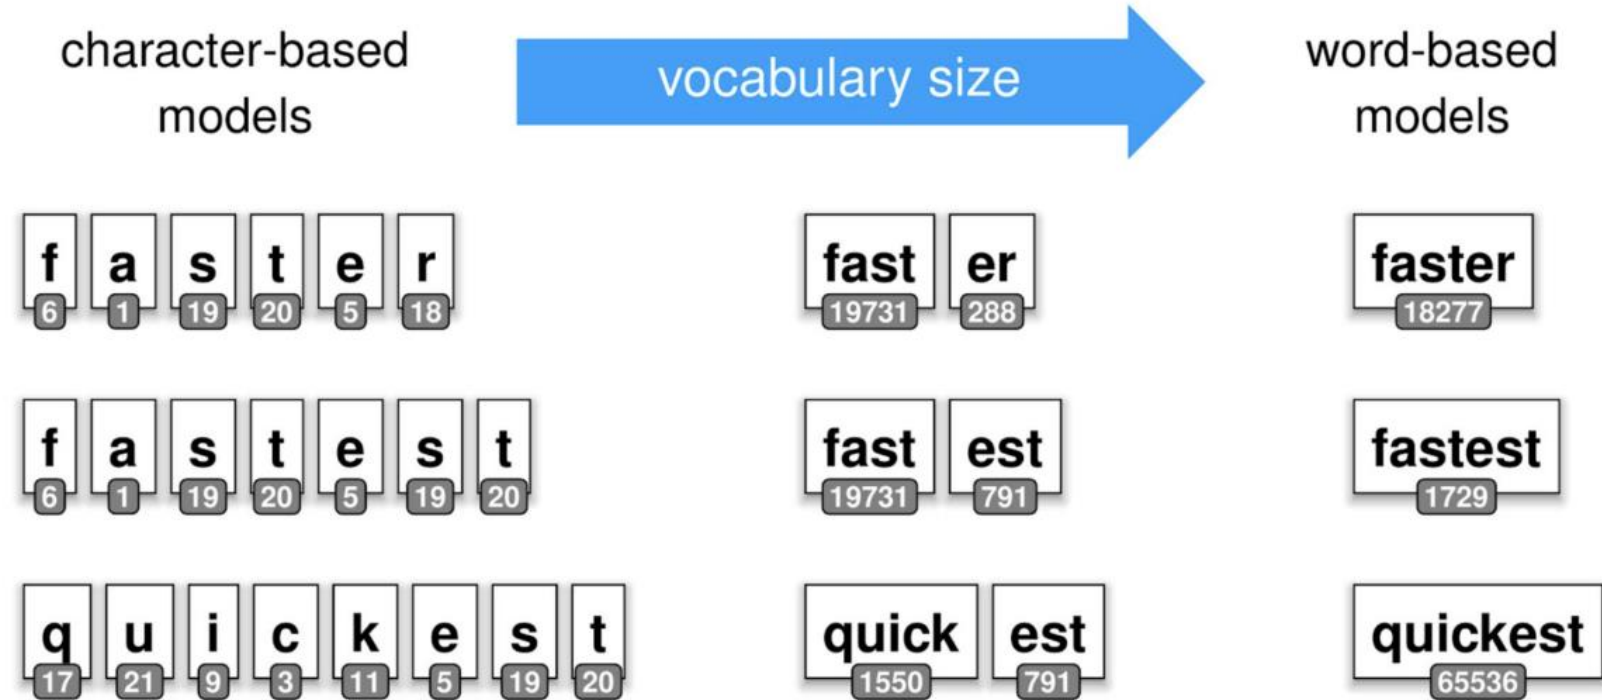 character-based
models
vocabulary size
word-based
models
f a s t e r
6 1 19 20 5 18
fast er
19731 288
faster
18277
f a s t e s t
6 1 19 20 5 19 20
fast est
19731 791
fastest
1729
q u i c k e s t
17 21 9 3 11 5 19 20
quick est
1550 791
quickest
65536